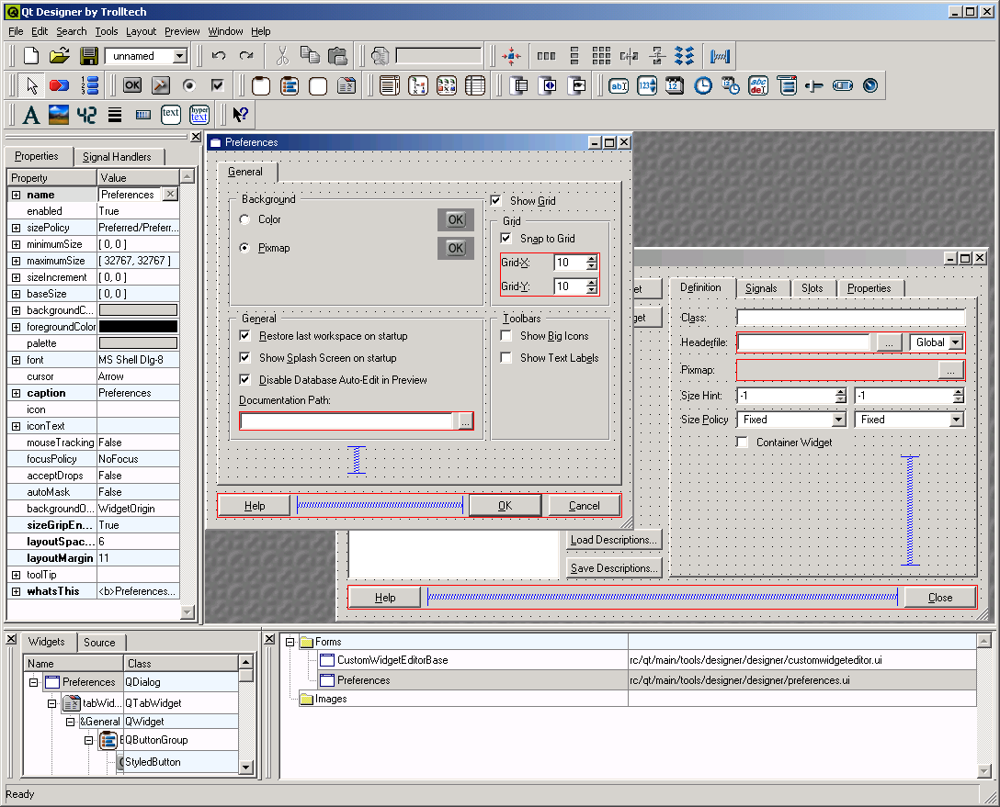 Qt Designer by Trolltech
File Edit Search Tools Layout Preview Window Help
unnamed
OK
12
12
abc
def
A 42 text hyper text
Properties Signal Handlers
Property Value
name Preferences
enabled True
sizePolicy Preferred/Preferr...
minimumSize [ 0, 0 ]
maximumSize [ 32767, 32767 ]
sizeIncrement [ 0, 0 ]
baseSize [ 0, 0 ]
backgroundC...
foregroundColor
palette
font MS Shell Dlg-8
cursor Arrow
caption Preferences
icon
iconText
mouseTracking False
focusPolicy NoFocus
acceptDrops False
autoMask False
backgroundO... WidgetOrigin
sizeGripEn... True
layoutSpac... 6
layoutMargin 11
toolTip
whatsThis <b>Preferences...
Preferences
General
Background
Color OK
Pixmap OK
Show Grid
Grid
Snap to Grid
Grid-X: 10
Grid-Y: 10
General
Restore last workspace on startup
Show Splash Screen on startup
Disable Database Auto-Edit in Preview
Documentation Path:
...
Toolbars
Show Big Icons
Show Text Labels
Help OK Cancel
et
get
Definition Signals Slots Properties
Class:
Headerfile: ... Global
Pixmap: ...
Size Hint: -1 -1
Size Policy Fixed Fixed
Container Widget
Load Descriptions...
Save Descriptions...
Help Close
Widgets Source
Name Class
Preferences QDialog
tabWid... QTabWidget
&General QWidget
QButtonGroup
StyledButton
Forms
CustomWidgetEditorBase rc/qt/main/tools/designer/designer/customwidgeteditor.ui
Preferences rc/qt/main/tools/designer/designer/preferences.ui
Images
Ready